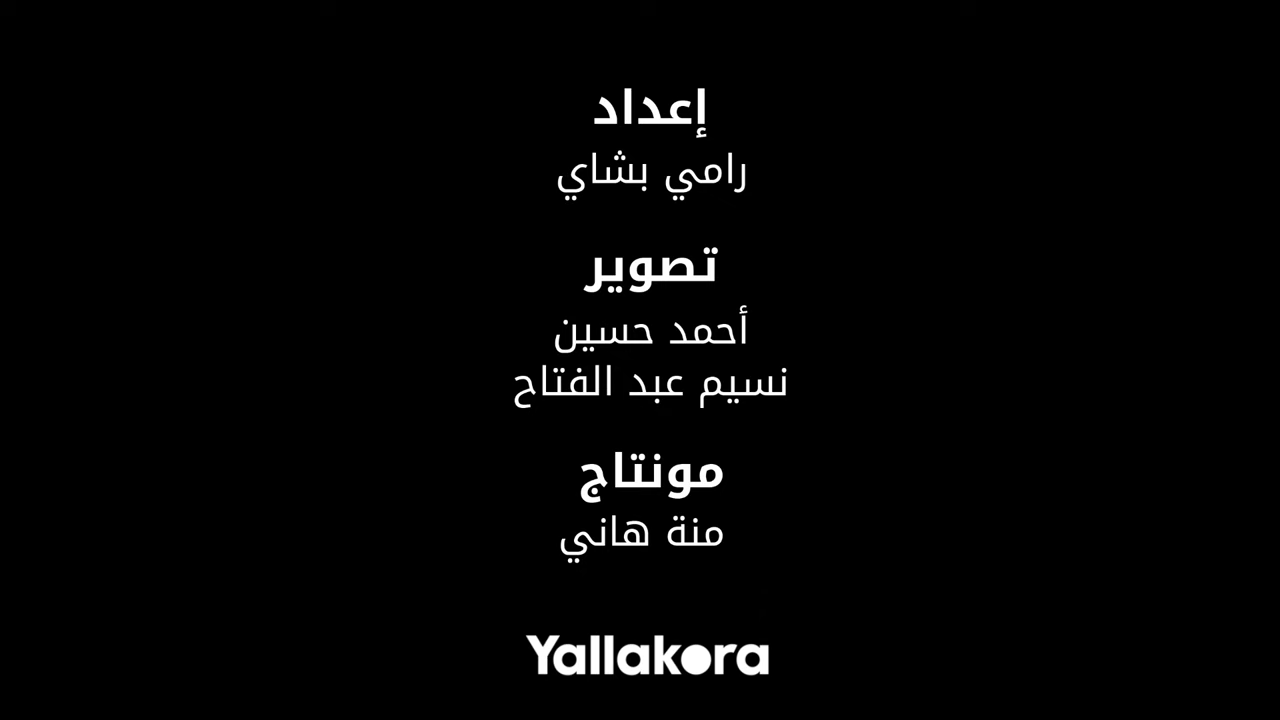 إعداد
رامي بشاي
تصوير
أحمد حسين
نسيم عبد الفتاح
مونتاج
منة هاني
Yallakora